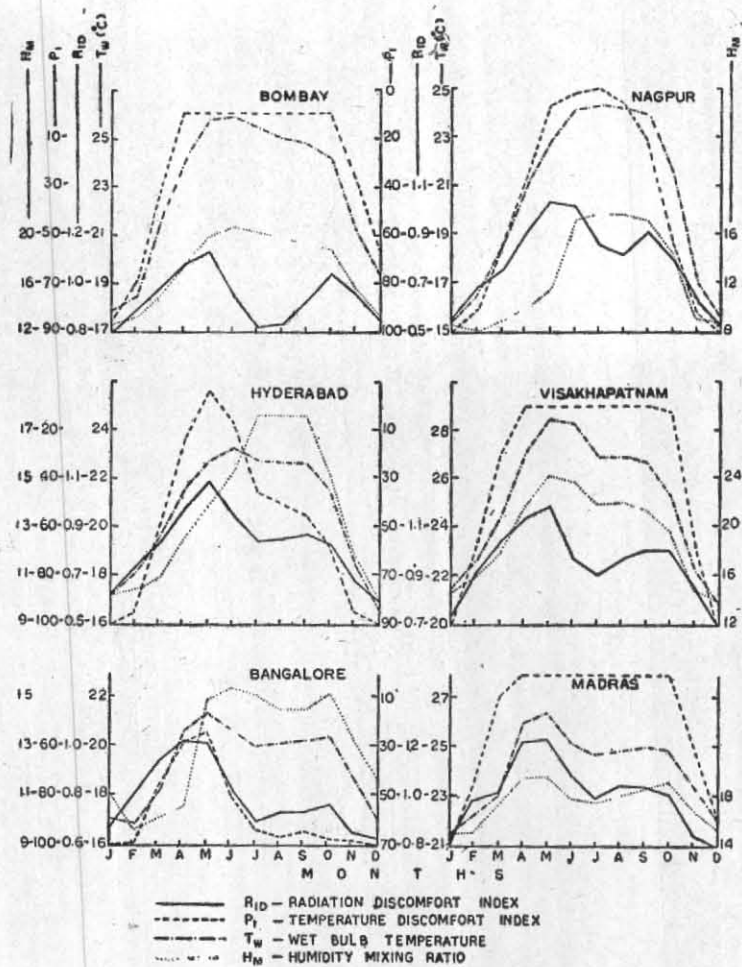 H_M P_I R_ID T_W (°C) P_I R_ID T_W (°C) H_M
BOMBAY NAGPUR
25 10 23 30
20-50-1.2-21
16-70-1.0-19
12-90-0.8-17
0 25
20 23
40-1.1-21
60-0.9-19 16
80-0.7-17 12
100-0.5-15 8
HYDERABAD VISAKHAPATNAM
24
17-20
15 60-1.1-22
13-60-0.9-20
11-80-0.7-18
9-100-0.5-16
10 28
30 24
50-1.1-24 20
70-0.9-22 16
90-0.7-20 12
BANGALORE MADRAS
15 22
13-60-1.0-20
11-80-0.8-18
9-100-0.6-16
10 27
30-1.2-25
50-1.0-23 18
70-0.8-21 14
J F M A M J J A S O N D J F M A M J J A S O N D
MONTHS
R_ID — RADIATION DISCOMFORT INDEX
P_I — TEMPERATURE DISCOMFORT INDEX
T_W — WET BULB TEMPERATURE
H_M — HUMIDITY MIXING RATIO